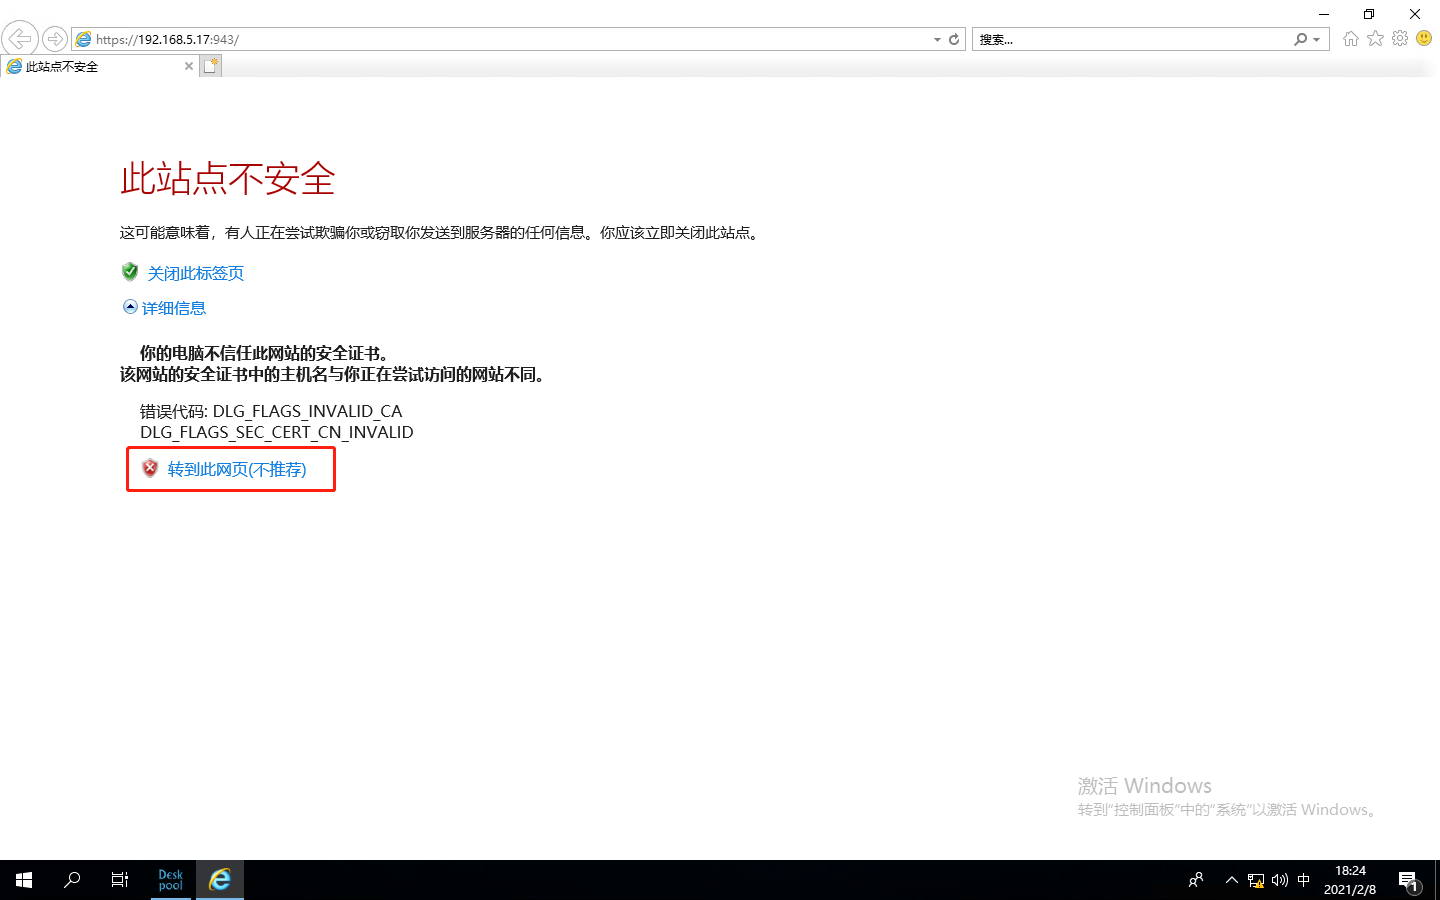 https://192.168.5.17:943/
搜索...
此站点不安全
此站点不安全
这可能意味着，有人正在尝试欺骗你或窃取你发送到服务器的任何信息。你应该立即关闭此站点。
关闭此标签页
详细信息
你的电脑不信任此网站的安全证书。
该网站的安全证书中的主机名与你正在尝试访问的网站不同。
错误代码: DLG_FLAGS_INVALID_CA
DLG_FLAGS_SEC_CERT_CN_INVALID
转到此网页(不推荐)
激活 Windows
转到“控制面板”中的“系统”以激活 Windows。
Desk
pool
中
18:24
2021/2/8
1